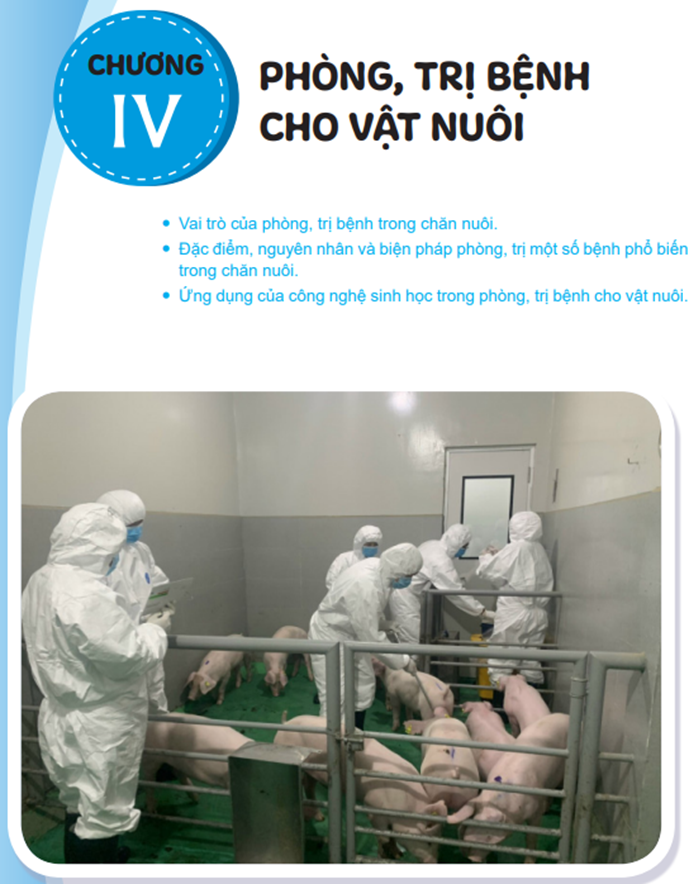 CHƯƠNG
IV
PHÒNG, TRỊ BỆNH
CHO VẬT NUÔI
• Vai trò của phòng, trị bệnh trong chăn nuôi.
• Đặc điểm, nguyên nhân và biện pháp phòng, trị một số bệnh phổ biến
trong chăn nuôi.
• Ứng dụng của công nghệ sinh học trong phòng, trị bệnh cho vật nuôi.